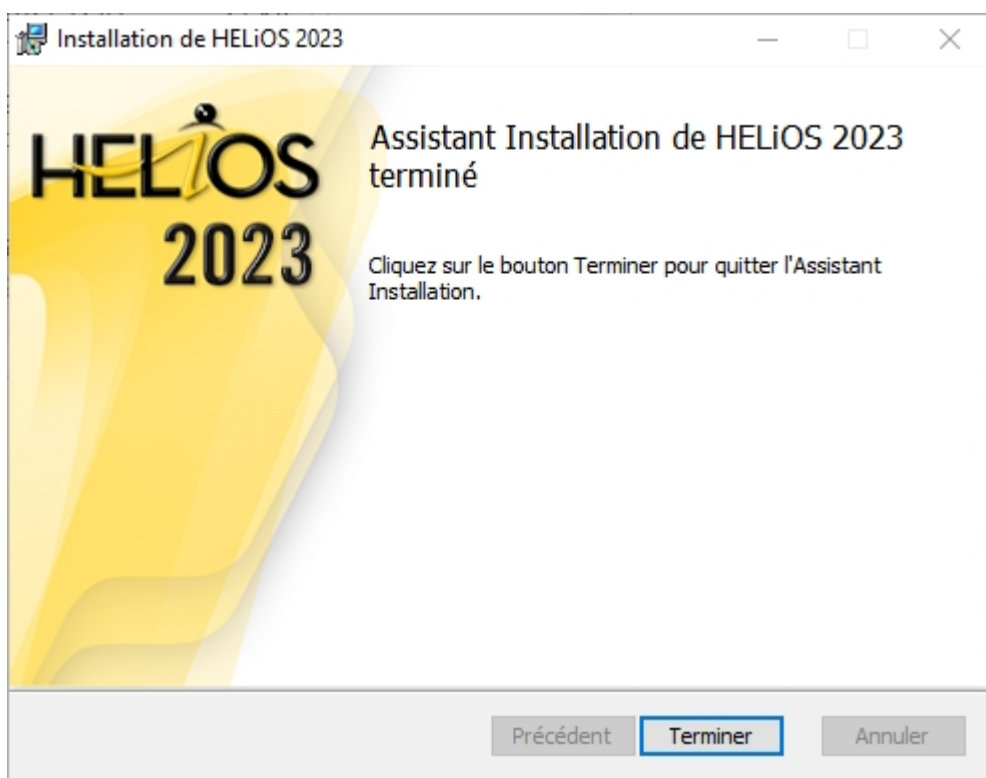 Installation de HELiOS 2023
HELiOS
2023
Assistant Installation de HELiOS 2023
terminé
Cliquez sur le bouton Terminer pour quitter l'Assistant
Installation.
Précédent
Terminer
Annuler